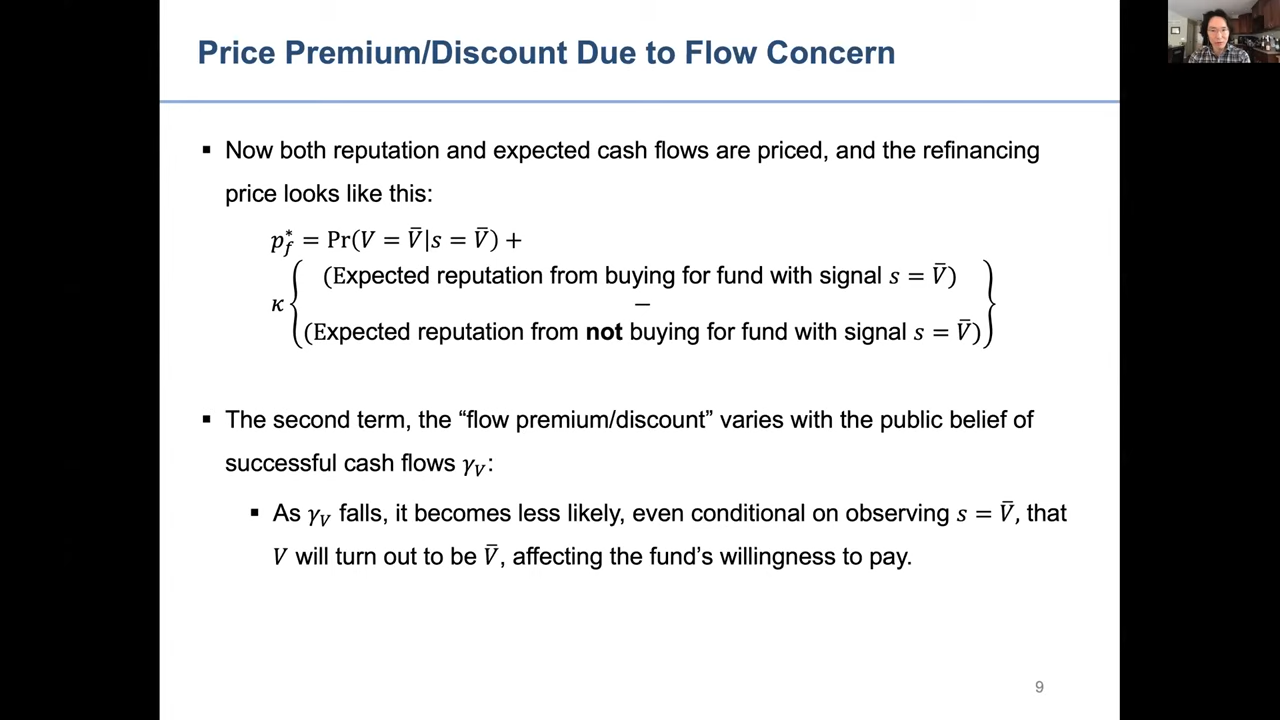 Price Premium/Discount Due to Flow Concern
▪ Now both reputation and expected cash flows are priced, and the refinancing
price looks like this:
𝑝*𝑓 = Pr(𝑉 = V̄|𝑠 = V̄) +
(Expected reputation from buying for fund with signal 𝑠 = V̄)
κ{ − }
(Expected reputation from not buying for fund with signal 𝑠 = V̄)
▪ The second term, the “flow premium/discount” varies with the public belief of
successful cash flows γ𝑉:
▪ As γ𝑉 falls, it becomes less likely, even conditional on observing 𝑠 = V̄, that
𝑉 will turn out to be V̄, affecting the fund’s willingness to pay.
9